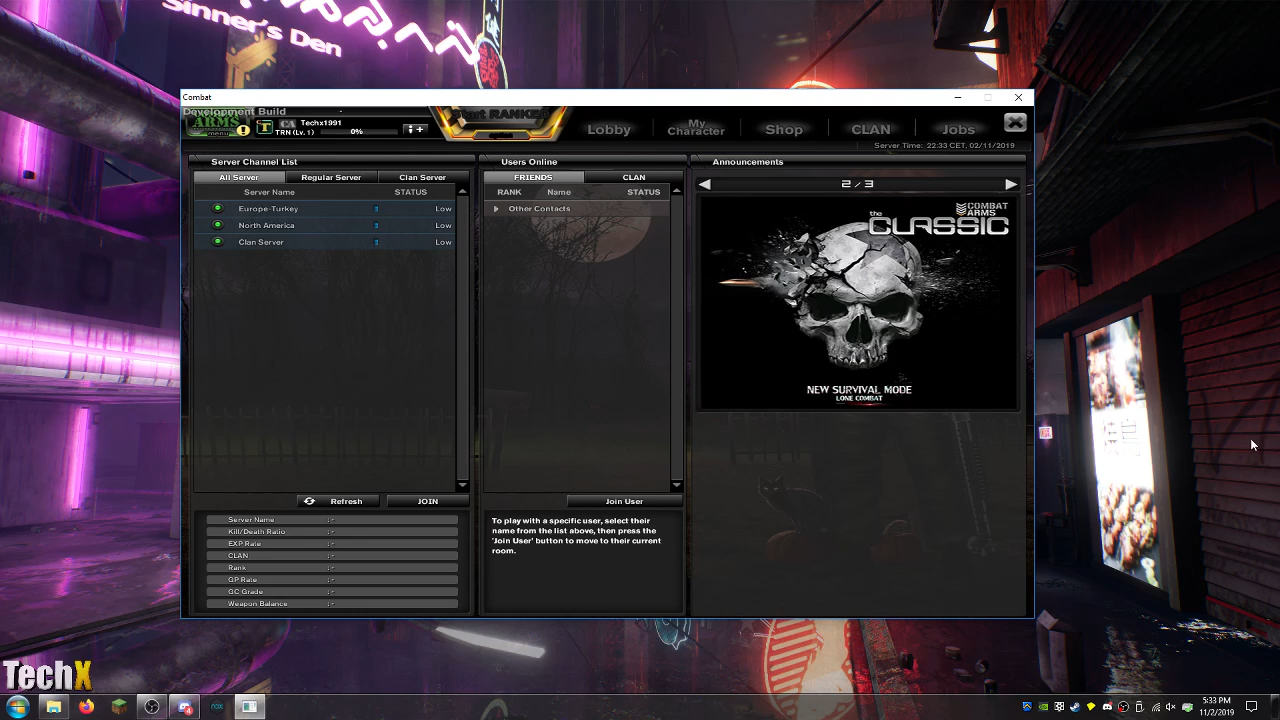 Sinner's Den
Combat
Development Build
ARMS
menu
T CA Techx1991
TRN (Lv. 1) 0%
Start RANKED
Lobby
My Character
Shop
CLAN
Jobs
Server Time: 22:33 CET, 02/11/2019
Server Channel List
All Server Regular Server Clan Server
Server Name STATUS
Europe-Turkey Low
North America Low
Clan Server Low
Refresh JOIN
Server Name : -
Kill/Death Ratio : -
EXP Rate : -
CLAN : -
Rank : -
GP Rate : -
GC Grade : -
Weapon Balance : -
Users Online
FRIENDS CLAN
RANK Name STATUS
Other Contacts
Join User
To play with a specific user, select their
name from the list above, then press the
'Join User' button to move to their current
room.
Announcements
2 / 3
COMBAT ARMS
the CLASSIC
NEW SURVIVAL MODE
LONE COMBAT
TechX
5:33 PM
11/2/2019